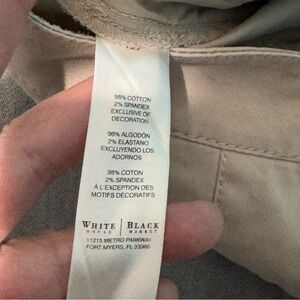 98% COTTON
2% SPANDEX
EXCLUSIVE OF
DECORATION
98% ALGODÓN
2% ELASTANO
EXCLUYENDO LOS
ADORNOS
98% COTON
2% SPANDEX
À L'EXCEPTION DES
MOTIFS DÉCORATIFS
WHITE | BLACK
HOUSE | MARKET
11215 METRO PARKWAY
FORT MYERS, FL 33966